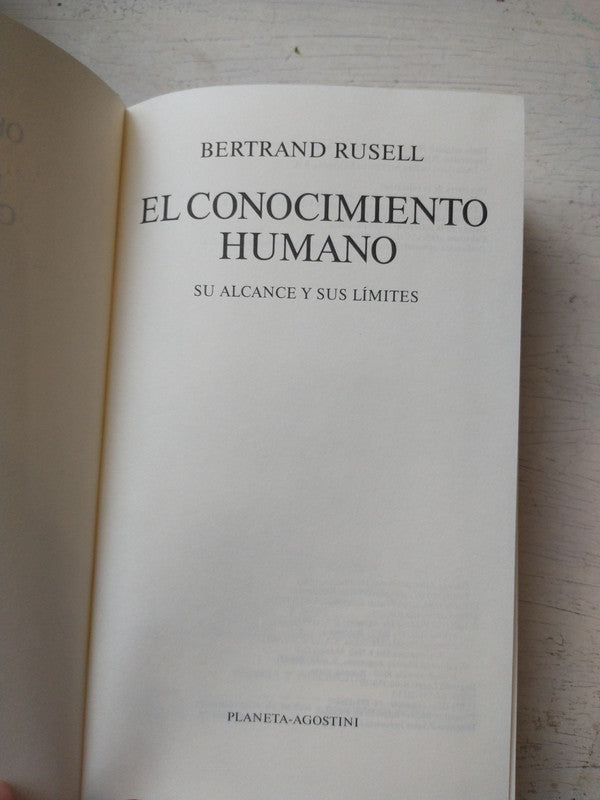 BERTRAND RUSELL
EL CONOCIMIENTO
HUMANO
SU ALCANCE Y SUS LÍMITES
PLANETA-AGOSTINI